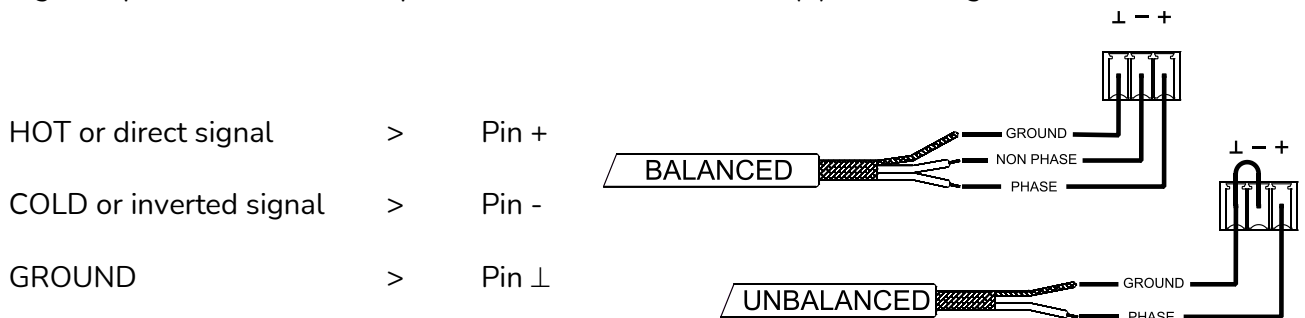 ⊥ − +
HOT or direct signal > Pin +
GROUND
NON PHASE
BALANCED
PHASE
⊥ − +
COLD or inverted signal > Pin -
GROUND > Pin ⊥
GROUND
UNBALANCED
PHASE